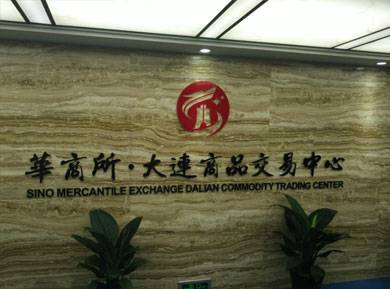 華商所·大連商品交易中心
SINO MERCANTILE EXCHANGE DALIAN COMMODITY TRADING CENTER